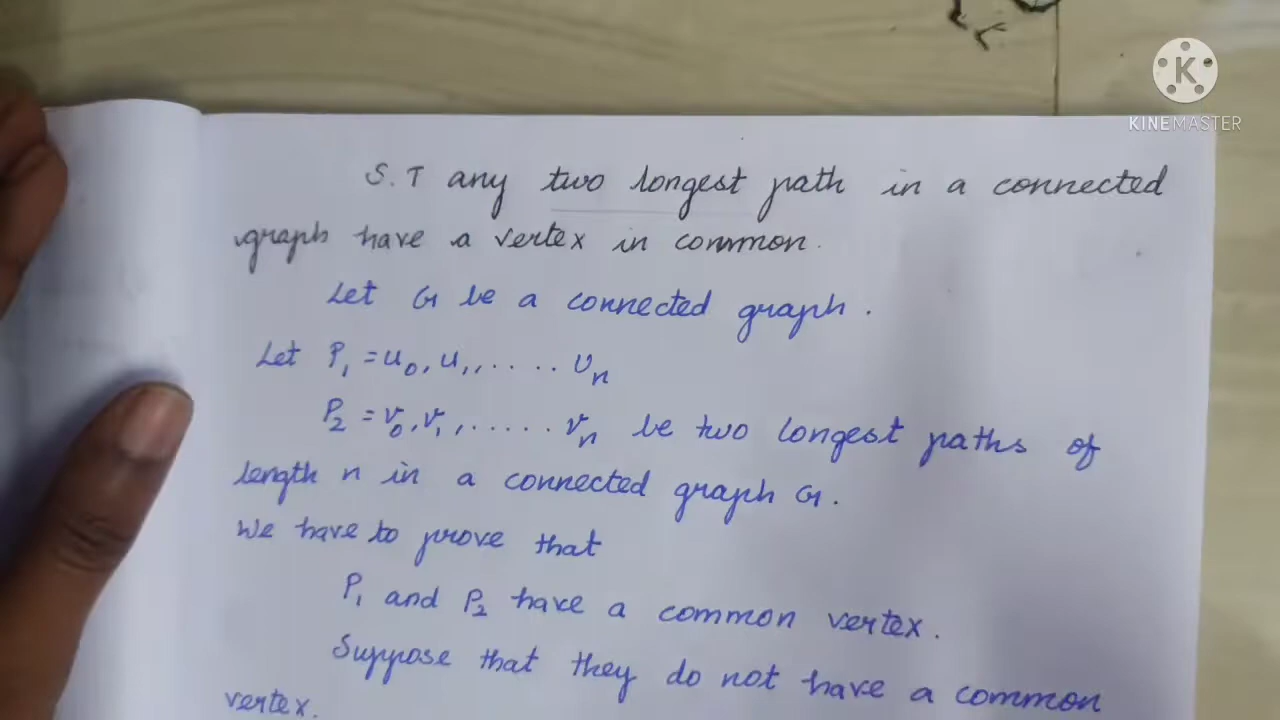 KINEMASTER
S.T any two longest path in a connected
graph have a vertex in common.
Let G be a connected graph.
Let P1 = u0, u1, ..... un
P2 = v0, v1, ..... vn be two longest paths of
length n in a connected graph G.
We have to prove that
P1 and P2 have a common vertex.
Suppose that they do not have a common
vertex.